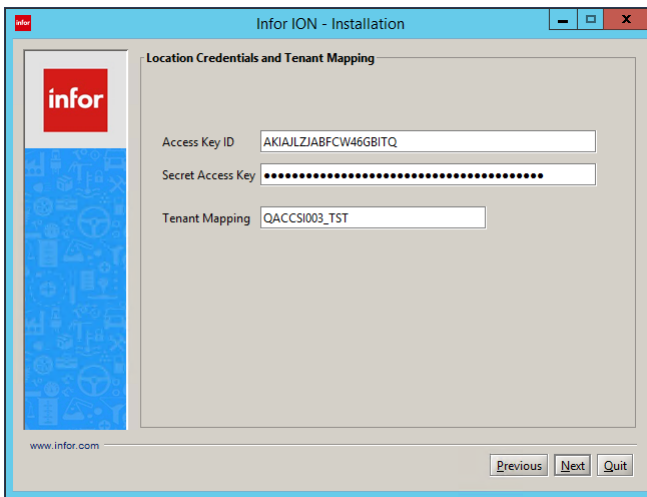 infor
Infor ION - Installation
infor
Location Credentials and Tenant Mapping
Access Key ID AKIAJLZJABFCW46GBITQ
Secret Access Key ●●●●●●●●●●●●●●●●●●●●●●●●●●●●●●●●●●●●●●●●
Tenant Mapping QACCSI003_TST
www.infor.com
Previous Next Quit